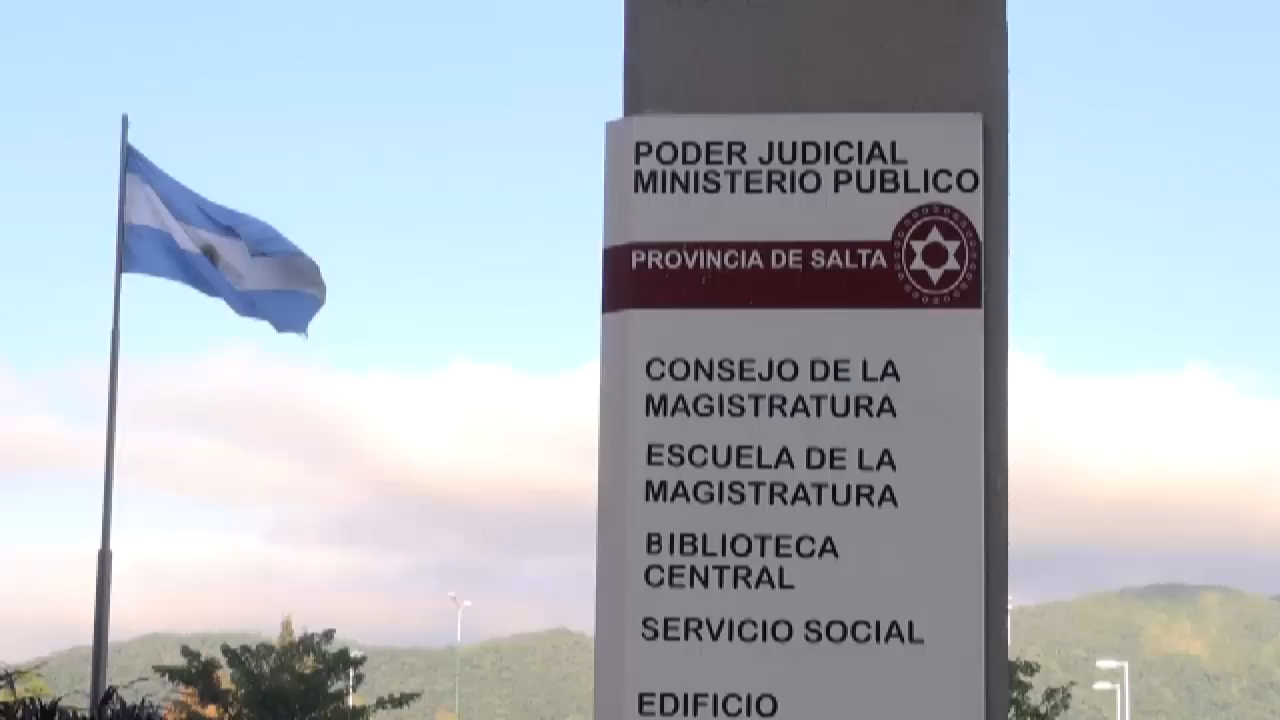 PODER JUDICIAL
MINISTERIO PUBLICO
PROVINCIA DE SALTA
CONSEJO DE LA
MAGISTRATURA
ESCUELA DE LA
MAGISTRATURA
BIBLIOTECA
CENTRAL
SERVICIO SOCIAL
EDIFICIO